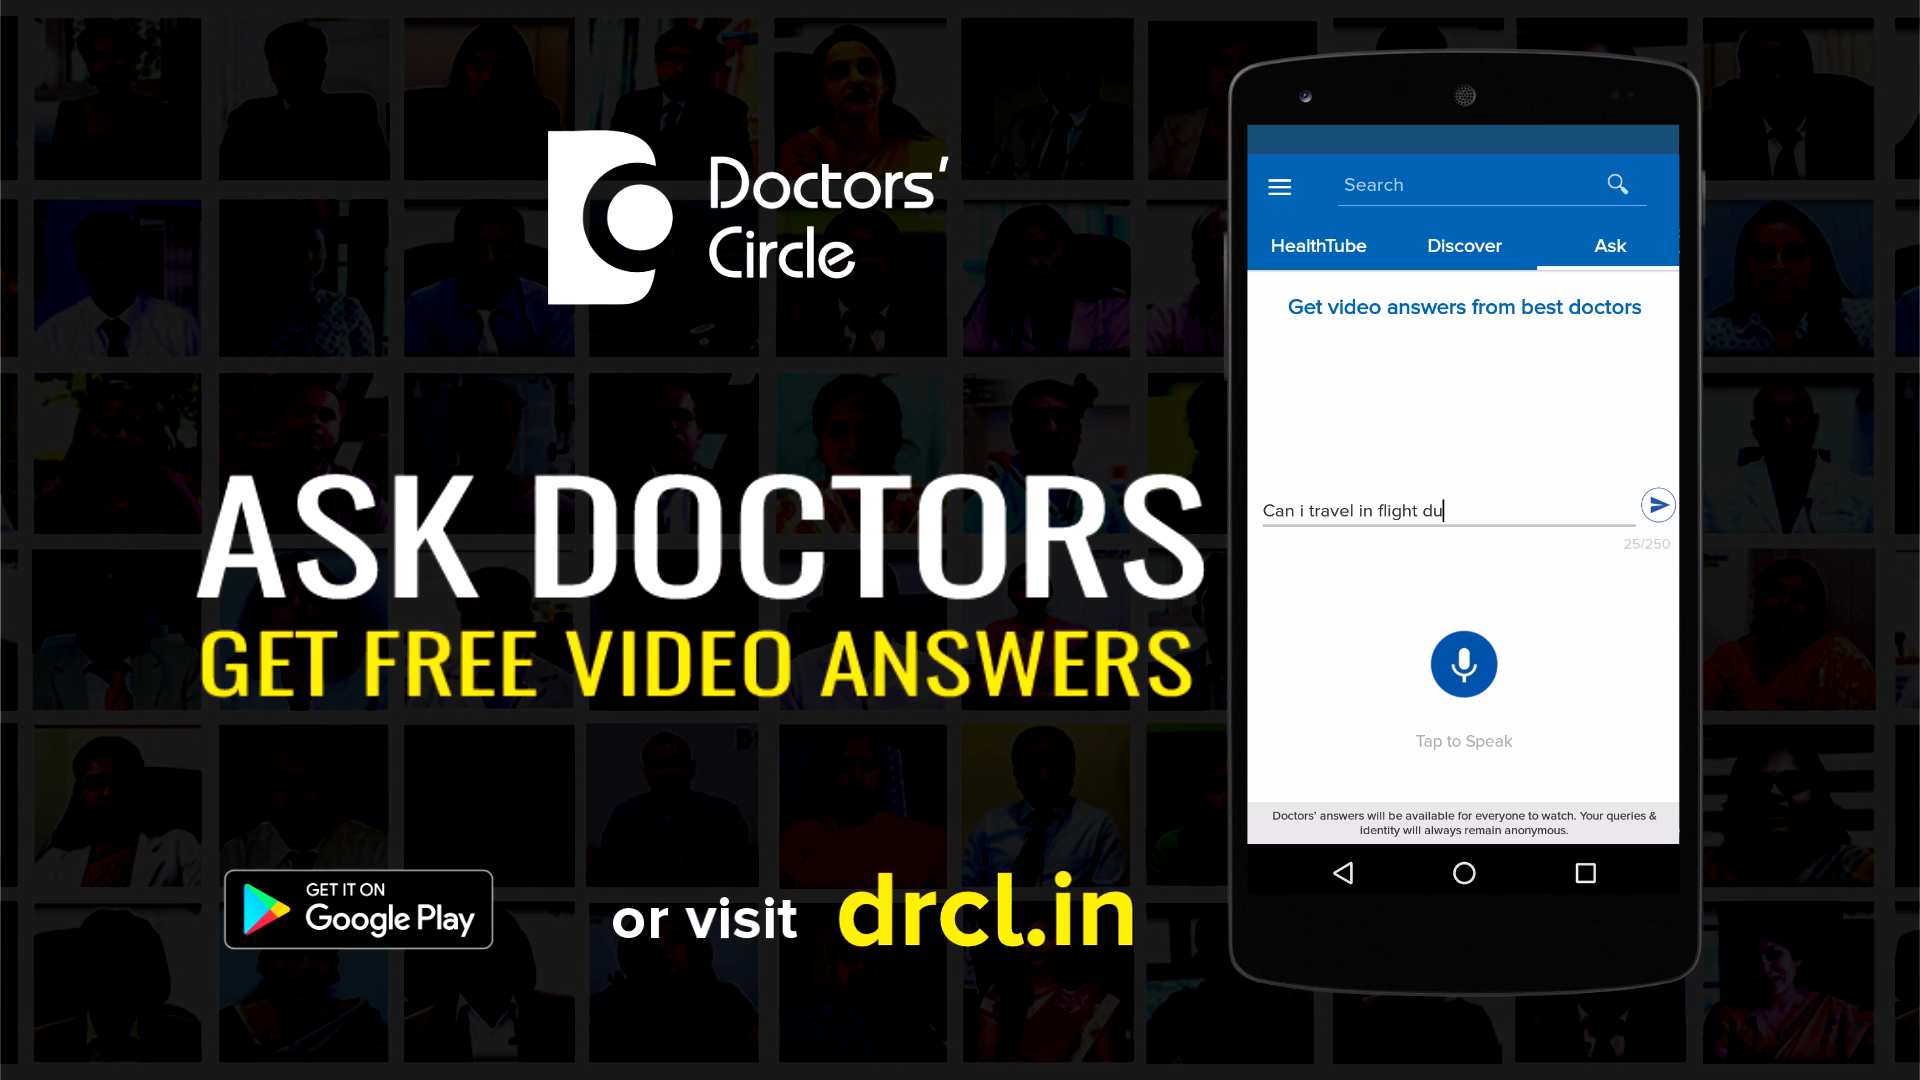 Doctors'
Circle
ASK DOCTORS
GET FREE VIDEO ANSWERS
GET IT ON
Google Play
or visit drcl.in
Search
HealthTube Discover Ask
Get video answers from best doctors
Can i travel in flight du
25/250
Tap to Speak
Doctors' answers will be available for everyone to watch. Your queries &
identity will always remain anonymous.